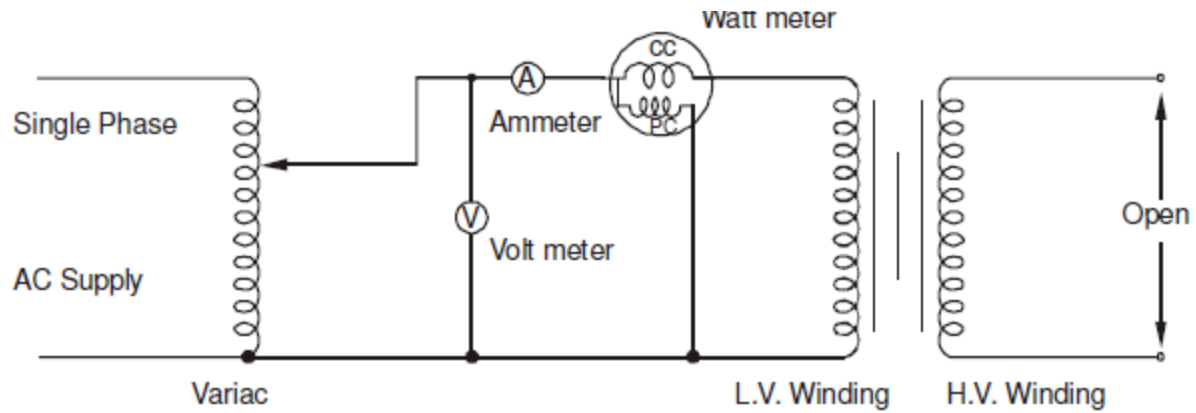 Watt meter
CC
A
PC
Single Phase
Ammeter
V
Open
Volt meter
AC Supply
Variac
L.V. Winding
H.V. Winding